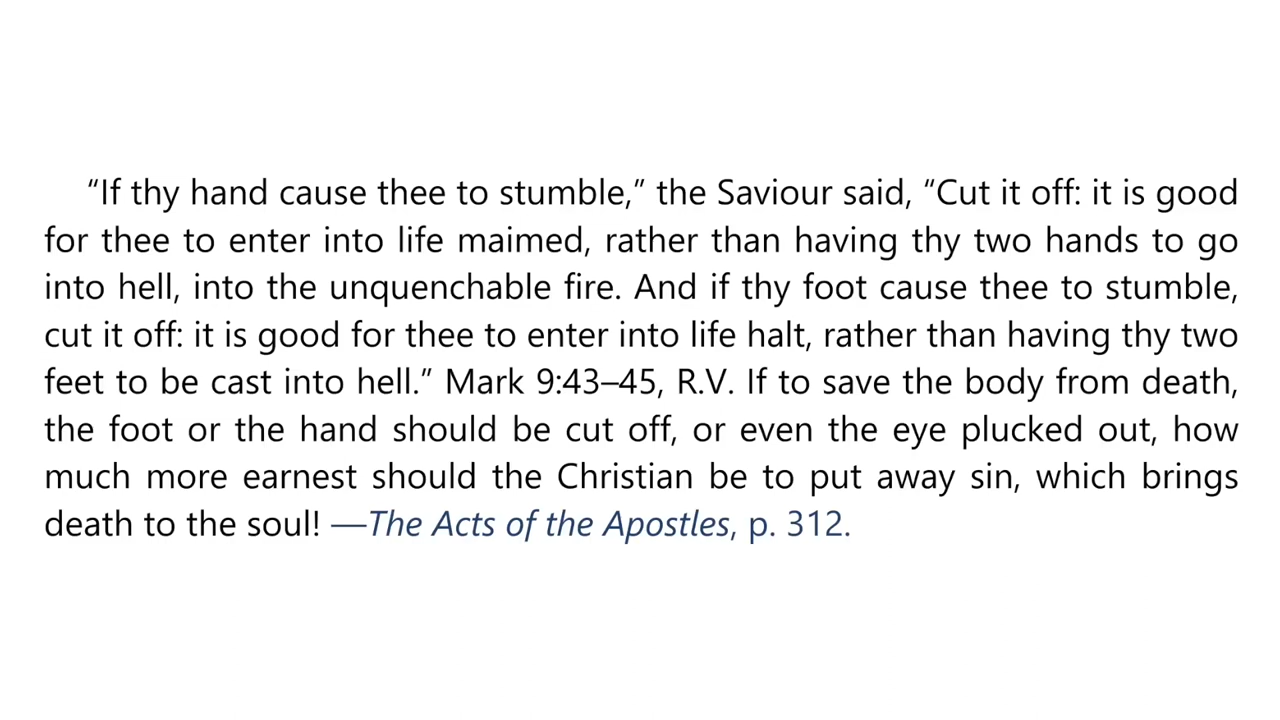 “If thy hand cause thee to stumble,” the Saviour said, “Cut it off: it is good
for thee to enter into life maimed, rather than having thy two hands to go
into hell, into the unquenchable fire. And if thy foot cause thee to stumble,
cut it off: it is good for thee to enter into life halt, rather than having thy two
feet to be cast into hell.” Mark 9:43–45, R.V. If to save the body from death,
the foot or the hand should be cut off, or even the eye plucked out, how
much more earnest should the Christian be to put away sin, which brings
death to the soul! —The Acts of the Apostles, p. 312.